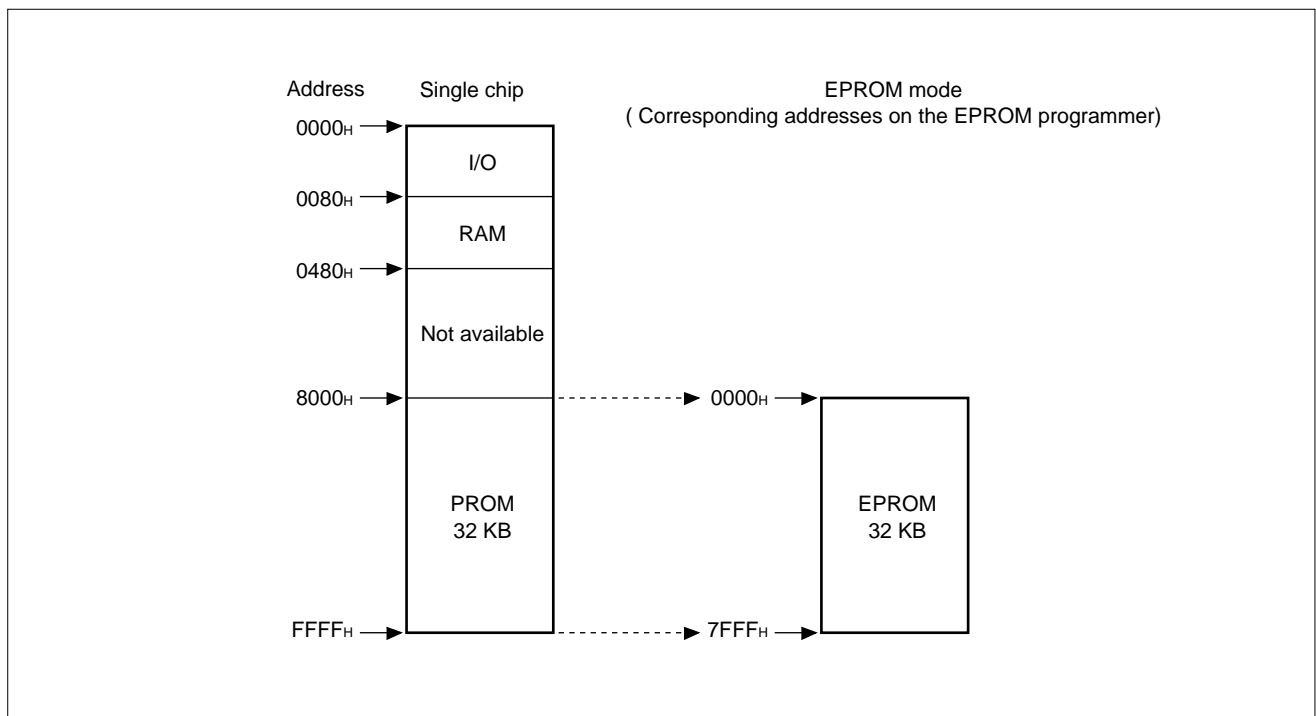 Address Single chip EPROM mode
( Corresponding addresses on the EPROM programmer)
0000H
I/O
0080H
RAM
0480H
Not available
8000H 0000H
PROM EPROM
32 KB 32 KB
FFFFH 7FFFH